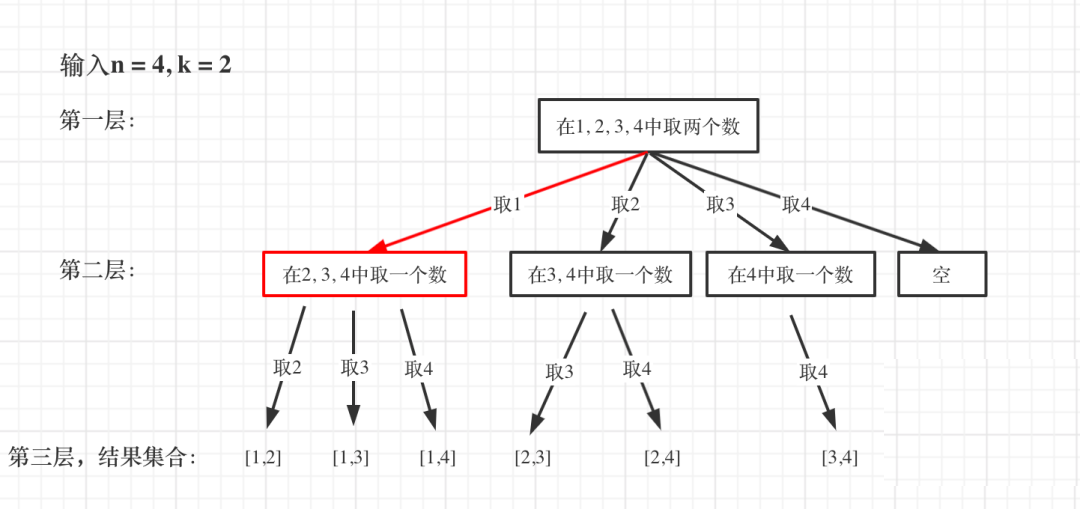 输入n = 4, k = 2
第一层：
在1, 2, 3, 4中取两个数
取1
取2
取3
取4
第二层：
在2, 3, 4中取一个数
在3, 4中取一个数
在4中取一个数
空
取2
取3
取4
取3
取4
取4
第三层，结果集合：
[1,2]
[1,3]
[1,4]
[2,3]
[2,4]
[3,4]